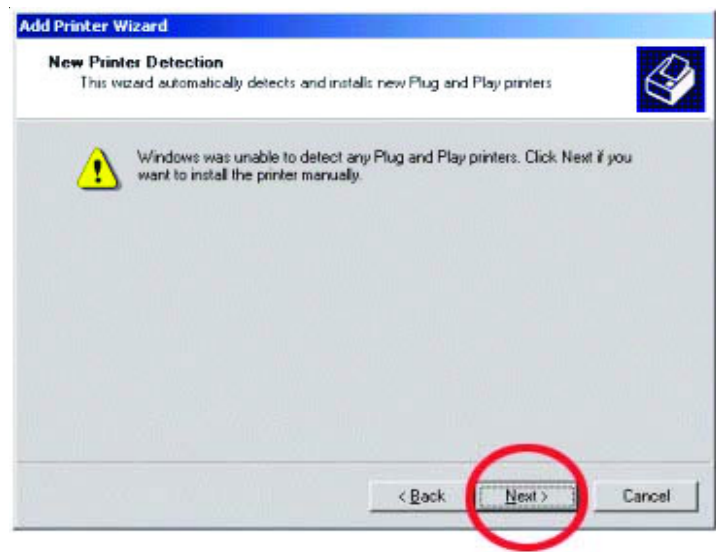 Add Printer Wizard
New Printer Detection
This wizard automatically detects and installs new Plug and Play printers
Windows was unable to detect any Plug and Play printers. Click Next if you
want to install the printer manually.
< Back Next > Cancel